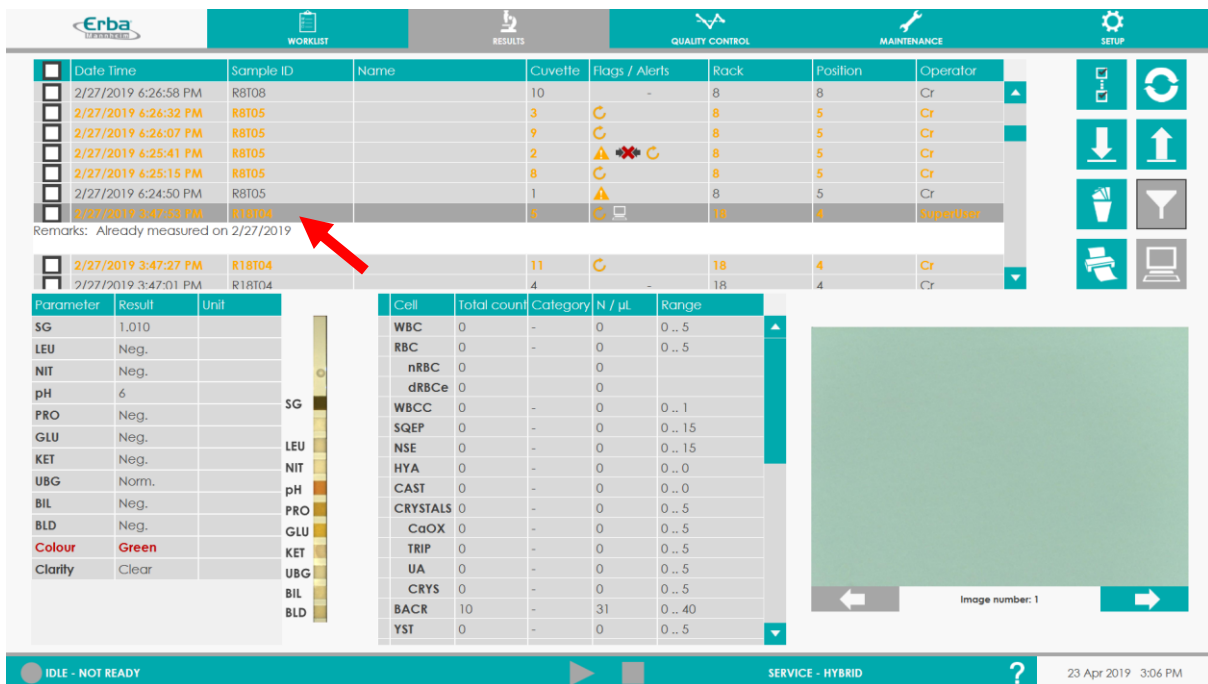 Erba
Mannheim
WORKLIST
RESULTS
QUALITY CONTROL
MAINTENANCE
SETUP
Date Time Sample ID Name Cuvette Flags / Alerts Rack Position Operator
2/27/2019 6:26:58 PM R8T08 10 - 8 8 Cr
2/27/2019 6:26:32 PM R8T05 3 8 5 Cr
2/27/2019 6:26:07 PM R8T05 9 8 5 Cr
2/27/2019 6:25:41 PM R8T05 2 8 5 Cr
2/27/2019 6:25:15 PM R8T05 8 8 5 Cr
2/27/2019 6:24:50 PM R8T05 1 8 5 Cr
2/27/2019 3:47:53 PM R18T04 5 18 4 SuperUser
Remarks: Already measured on 2/27/2019
2/27/2019 3:47:27 PM R18T04 11 18 4 Cr
2/27/2019 3:47:01 PM R18T04 4 - 18 4 Cr
Parameter Result Unit
SG 1.010
LEU Neg.
NIT Neg.
pH 6
PRO Neg.
GLU Neg.
KET Neg.
UBG Norm.
BIL Neg.
BLD Neg.
Colour Green
Clarity Clear
SG
LEU
NIT
pH
PRO
GLU
KET
UBG
BIL
BLD
Cell Total count Category N / µL Range
WBC 0 - 0 0 .. 5
RBC 0 - 0 0 .. 5
nRBC 0 0
dRBCe 0 0
WBCC 0 - 0 0 .. 1
SQEP 0 - 0 0 .. 15
NSE 0 - 0 0 .. 15
HYA 0 - 0 0 .. 0
CAST 0 - 0 0 .. 0
CRYSTALS 0 - 0 0 .. 5
CaOX 0 - 0 0 .. 5
TRIP 0 - 0 0 .. 5
UA 0 - 0 0 .. 5
CRYS 0 - 0 0 .. 5
BACR 10 - 31 0 .. 40
YST 0 - 0 0 .. 5
Image number: 1
IDLE - NOT READY
SERVICE - HYBRID
?
23 Apr 2019 3:06 PM